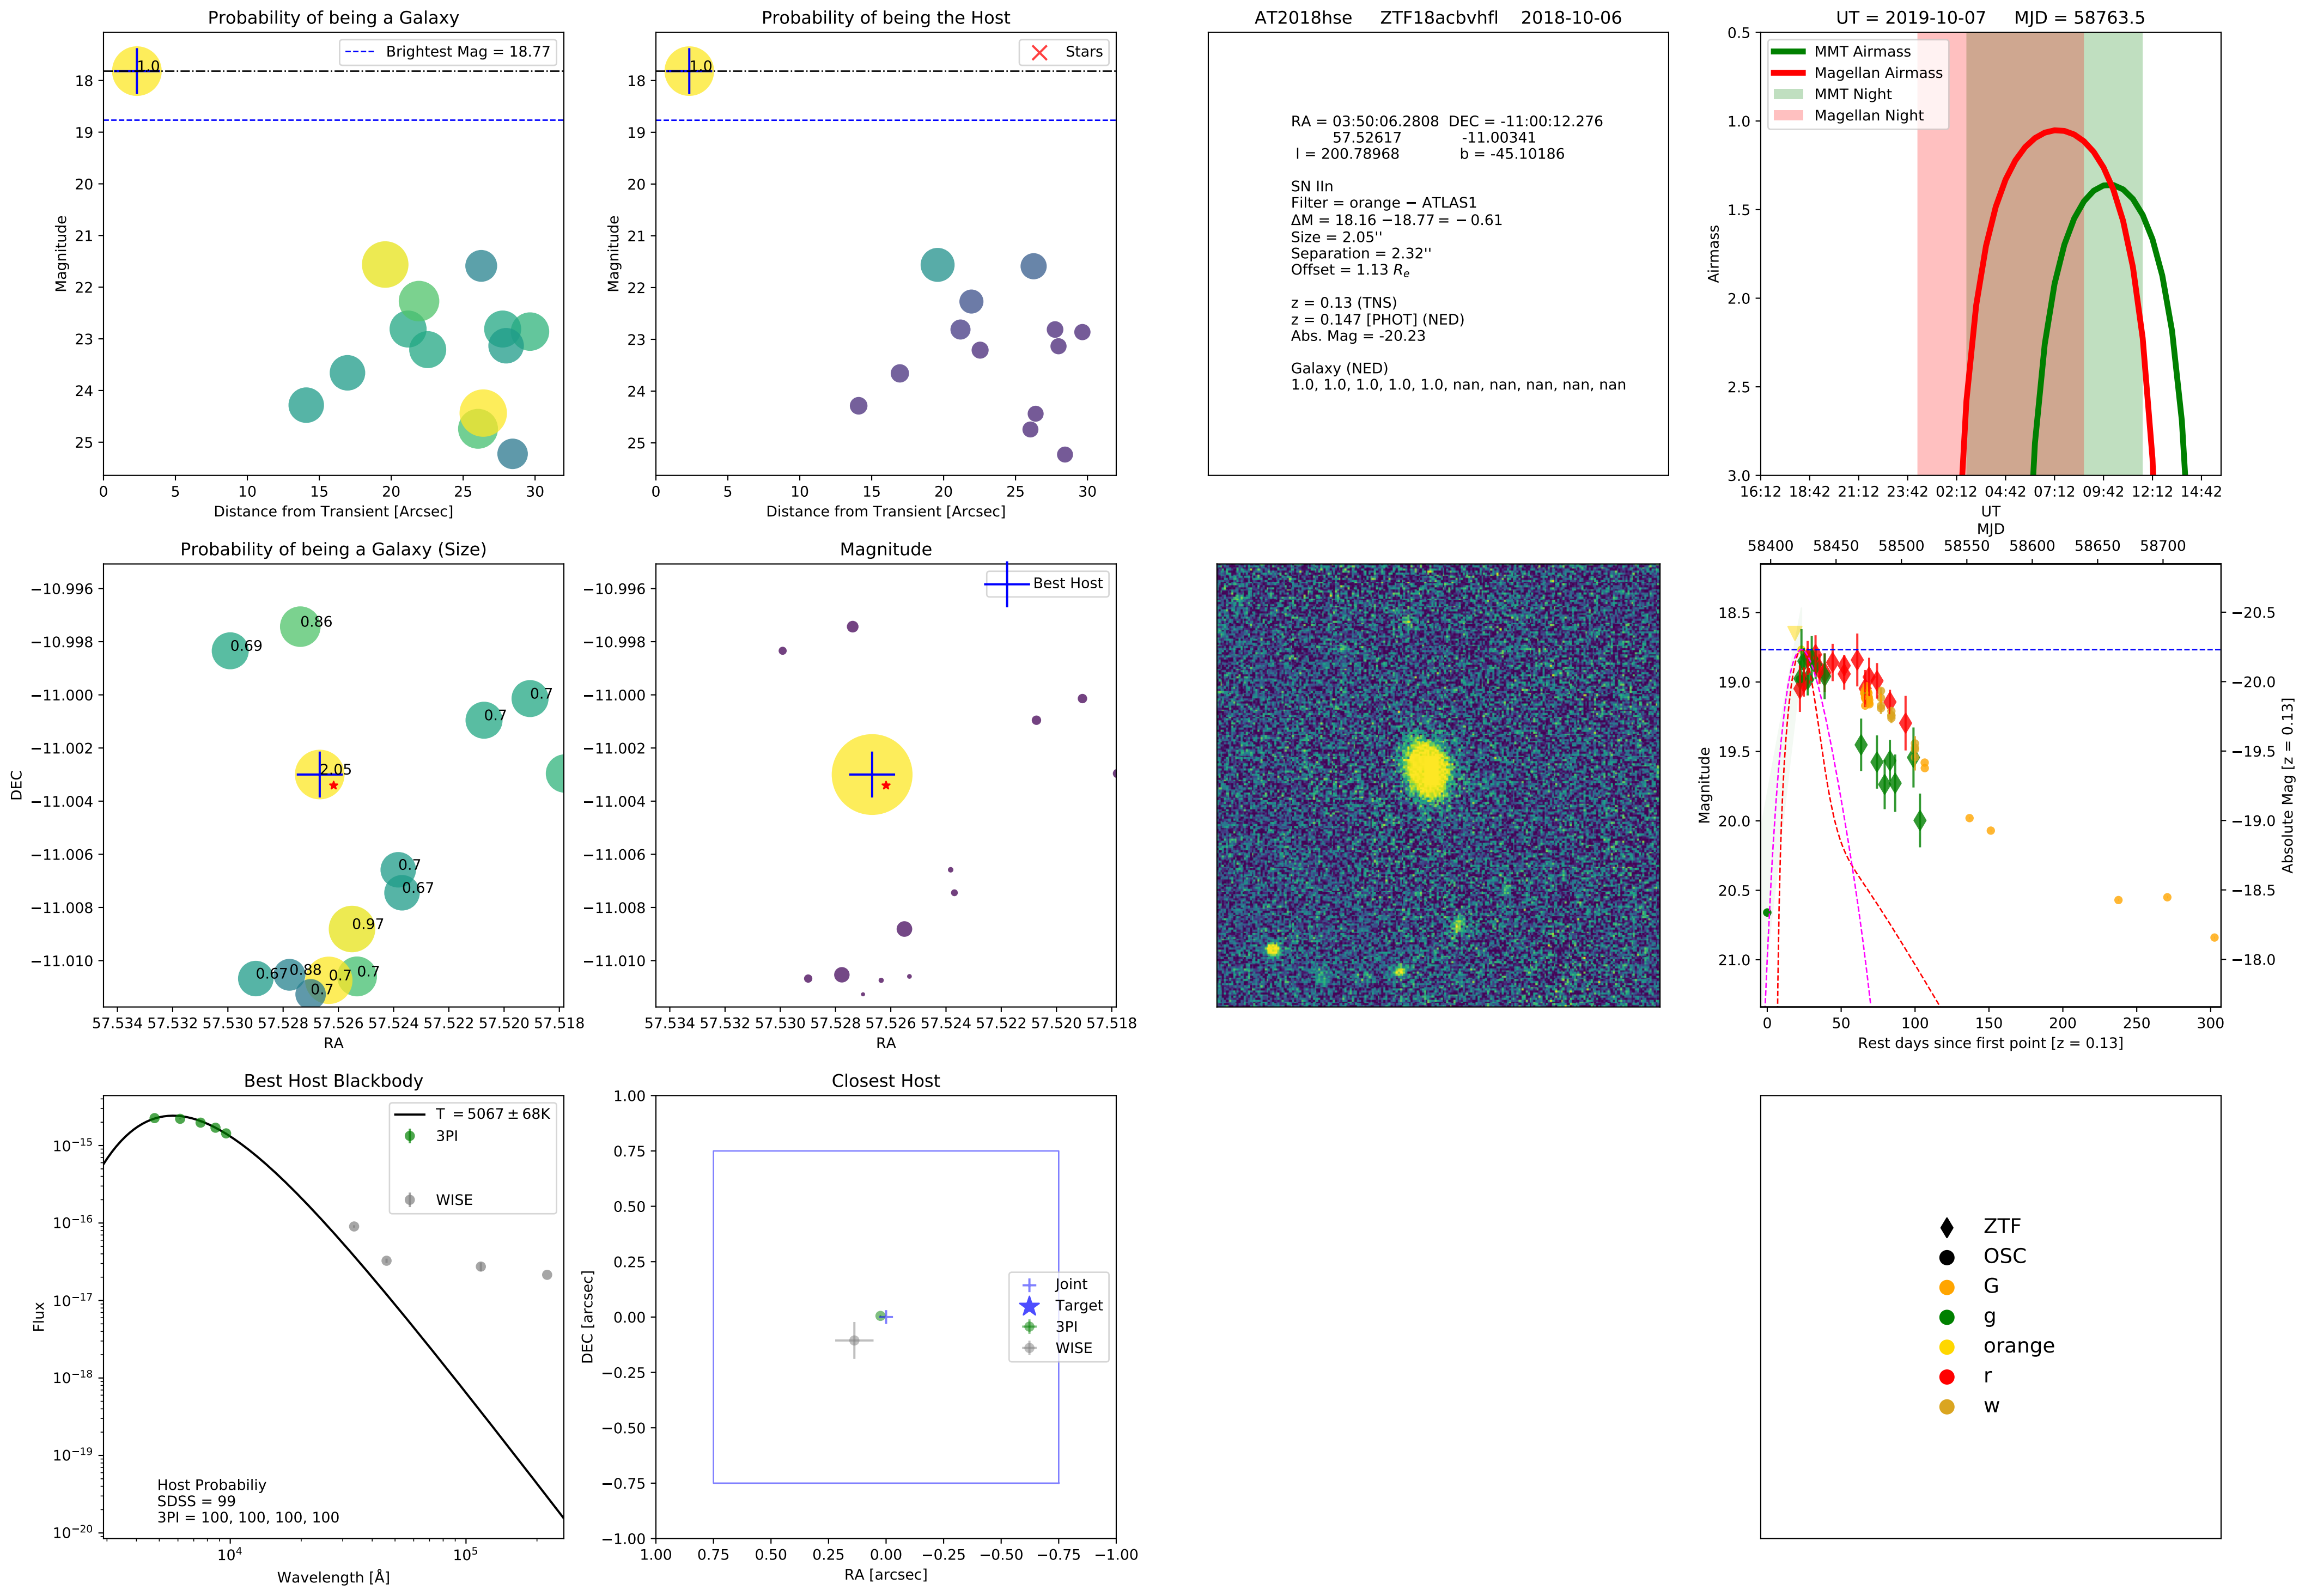 Probability of being a Galaxy
Brightest Mag = 18.77
1.0
18
19
20
21
22
23
24
25
Magnitude
0 5 10 15 20 25 30
Distance from Transient [Arcsec]
Probability of being the Host
Stars
1.0
18
19
20
21
22
23
24
25
Magnitude
0 5 10 15 20 25 30
Distance from Transient [Arcsec]
AT2018hse ZTF18acbvhfl 2018-10-06
RA = 03:50:06.2808 DEC = -11:00:12.276
57.52617 -11.00341
l = 200.78968 b = -45.10186
SN IIn
Filter = orange − ATLAS1
ΔM = 18.16 −18.77 = −0.61
Size = 2.05''
Separation = 2.32''
Offset = 1.13 Re
z = 0.13 (TNS)
z = 0.147 [PHOT] (NED)
Abs. Mag = -20.23
Galaxy (NED)
1.0, 1.0, 1.0, 1.0, 1.0, nan, nan, nan, nan, nan
UT = 2019-10-07 MJD = 58763.5
MMT Airmass
Magellan Airmass
MMT Night
Magellan Night
0.5
1.0
1.5
2.0
2.5
3.0
Airmass
16:12 18:42 21:12 23:42 02:12 04:42 07:12 09:42 12:12 14:42
UT
Probability of being a Galaxy (Size)
−10.996
−10.998
−11.000
−11.002
−11.004
−11.006
−11.008
−11.010
DEC
0.86
0.69
0.7
0.7
2.05
0.7
0.67
0.97
0.67
0.88
0.7
0.7
0.7
57.534 57.532 57.530 57.528 57.526 57.524 57.522 57.520 57.518
RA
Magnitude
Best Host
−10.996
−10.998
−11.000
−11.002
−11.004
−11.006
−11.008
−11.010
57.534 57.532 57.530 57.528 57.526 57.524 57.522 57.520 57.518
RA
MJD
58400 58450 58500 58550 58600 58650 58700
18.5
19.0
19.5
20.0
20.5
21.0
Magnitude
−20.5
−20.0
−19.5
−19.0
−18.5
−18.0
Absolute Mag [z = 0.13]
0 50 100 150 200 250 300
Rest days since first point [z = 0.13]
Best Host Blackbody
T = 5067 ± 68K
3PI
WISE
10−15
10−16
10−17
10−18
10−19
10−20
Flux
Host Probabiliy
SDSS = 99
3PI = 100, 100, 100, 100
104 105
Wavelength [Å]
Closest Host
Joint
Target
3PI
WISE
1.00
0.75
0.50
0.25
0.00
−0.25
−0.50
−0.75
−1.00
DEC [arcsec]
1.00 0.75 0.50 0.25 0.00 −0.25 −0.50 −0.75 −1.00
RA [arcsec]
ZTF
OSC
G
g
orange
r
w